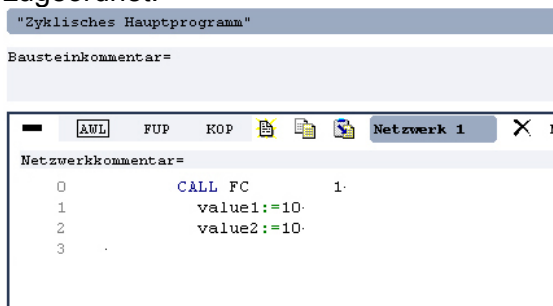 zugeordnet.
"Zyklisches Hauptprogramm"
Bausteinkommentar=
AWL FUP KOP Netzwerk 1
Netzwerkkommentar=
0 CALL FC 1
1 value1:=10
2 value2:=10
3